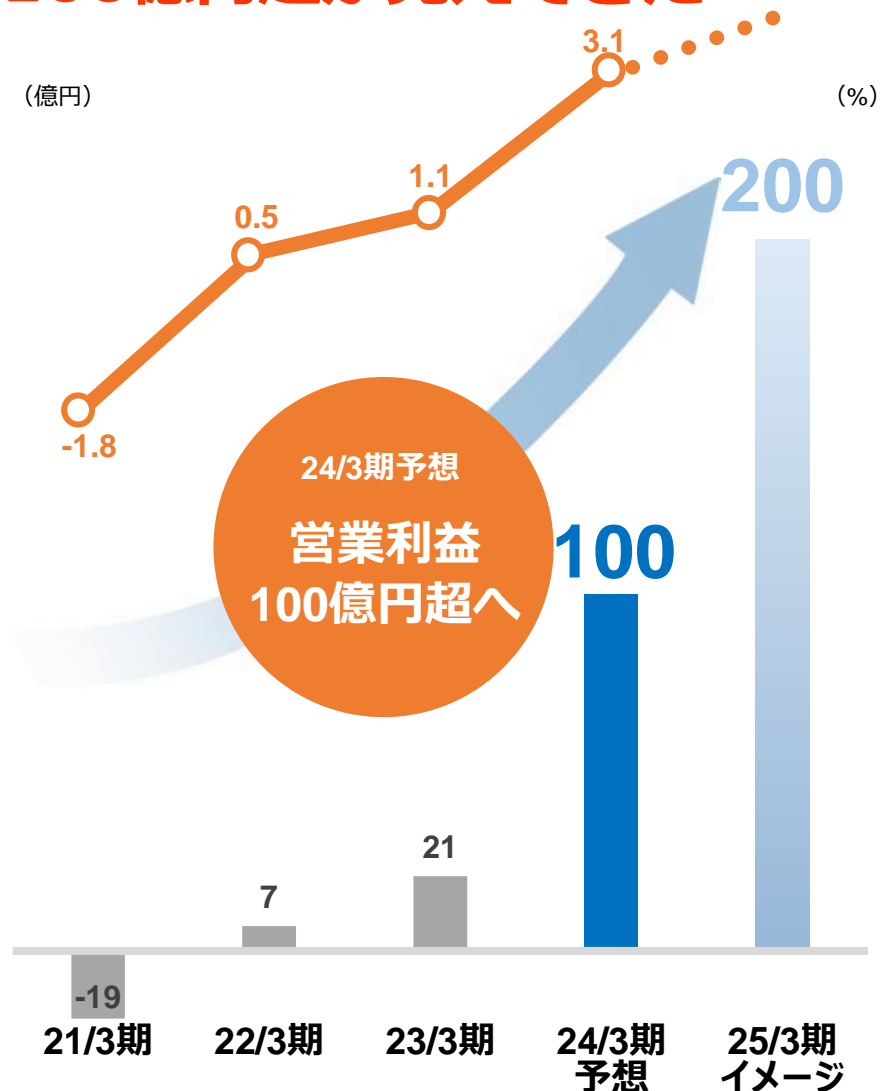 （億円）
（%）
3.1
1.1
0.5
-1.8
200
24/3期予想
営業利益
100億円超へ
100
21
7
-19
21/3期
22/3期
23/3期
24/3期
予想
25/3期
イメージ